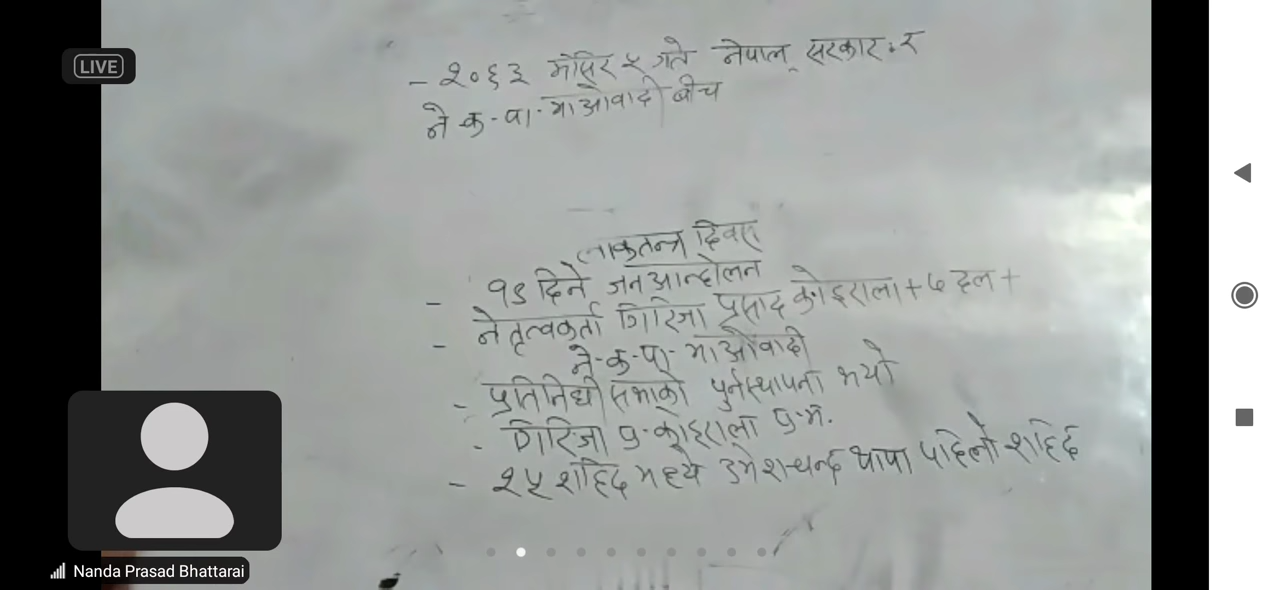 LIVE
- २०६३ मंसिर ५ गते नेपाल सरकार र
ने क-पा-माओवादी बीच
लोकतन्त्र दिवस
- १९ दिने जनआन्दोलन
- नेतृत्वकर्ता गिरिजा प्रसाद कोइराला + ७ दल +
ने-क-पा- माओवादी
- प्रतिनिधी सभाको पुर्नस्थापना भयो
- गिरिजा प्र. कोइराला प्र.म.
- २५ शहिद मध्ये उमेशचन्द्र थापा पहिलो शहिद
Nanda Prasad Bhattarai